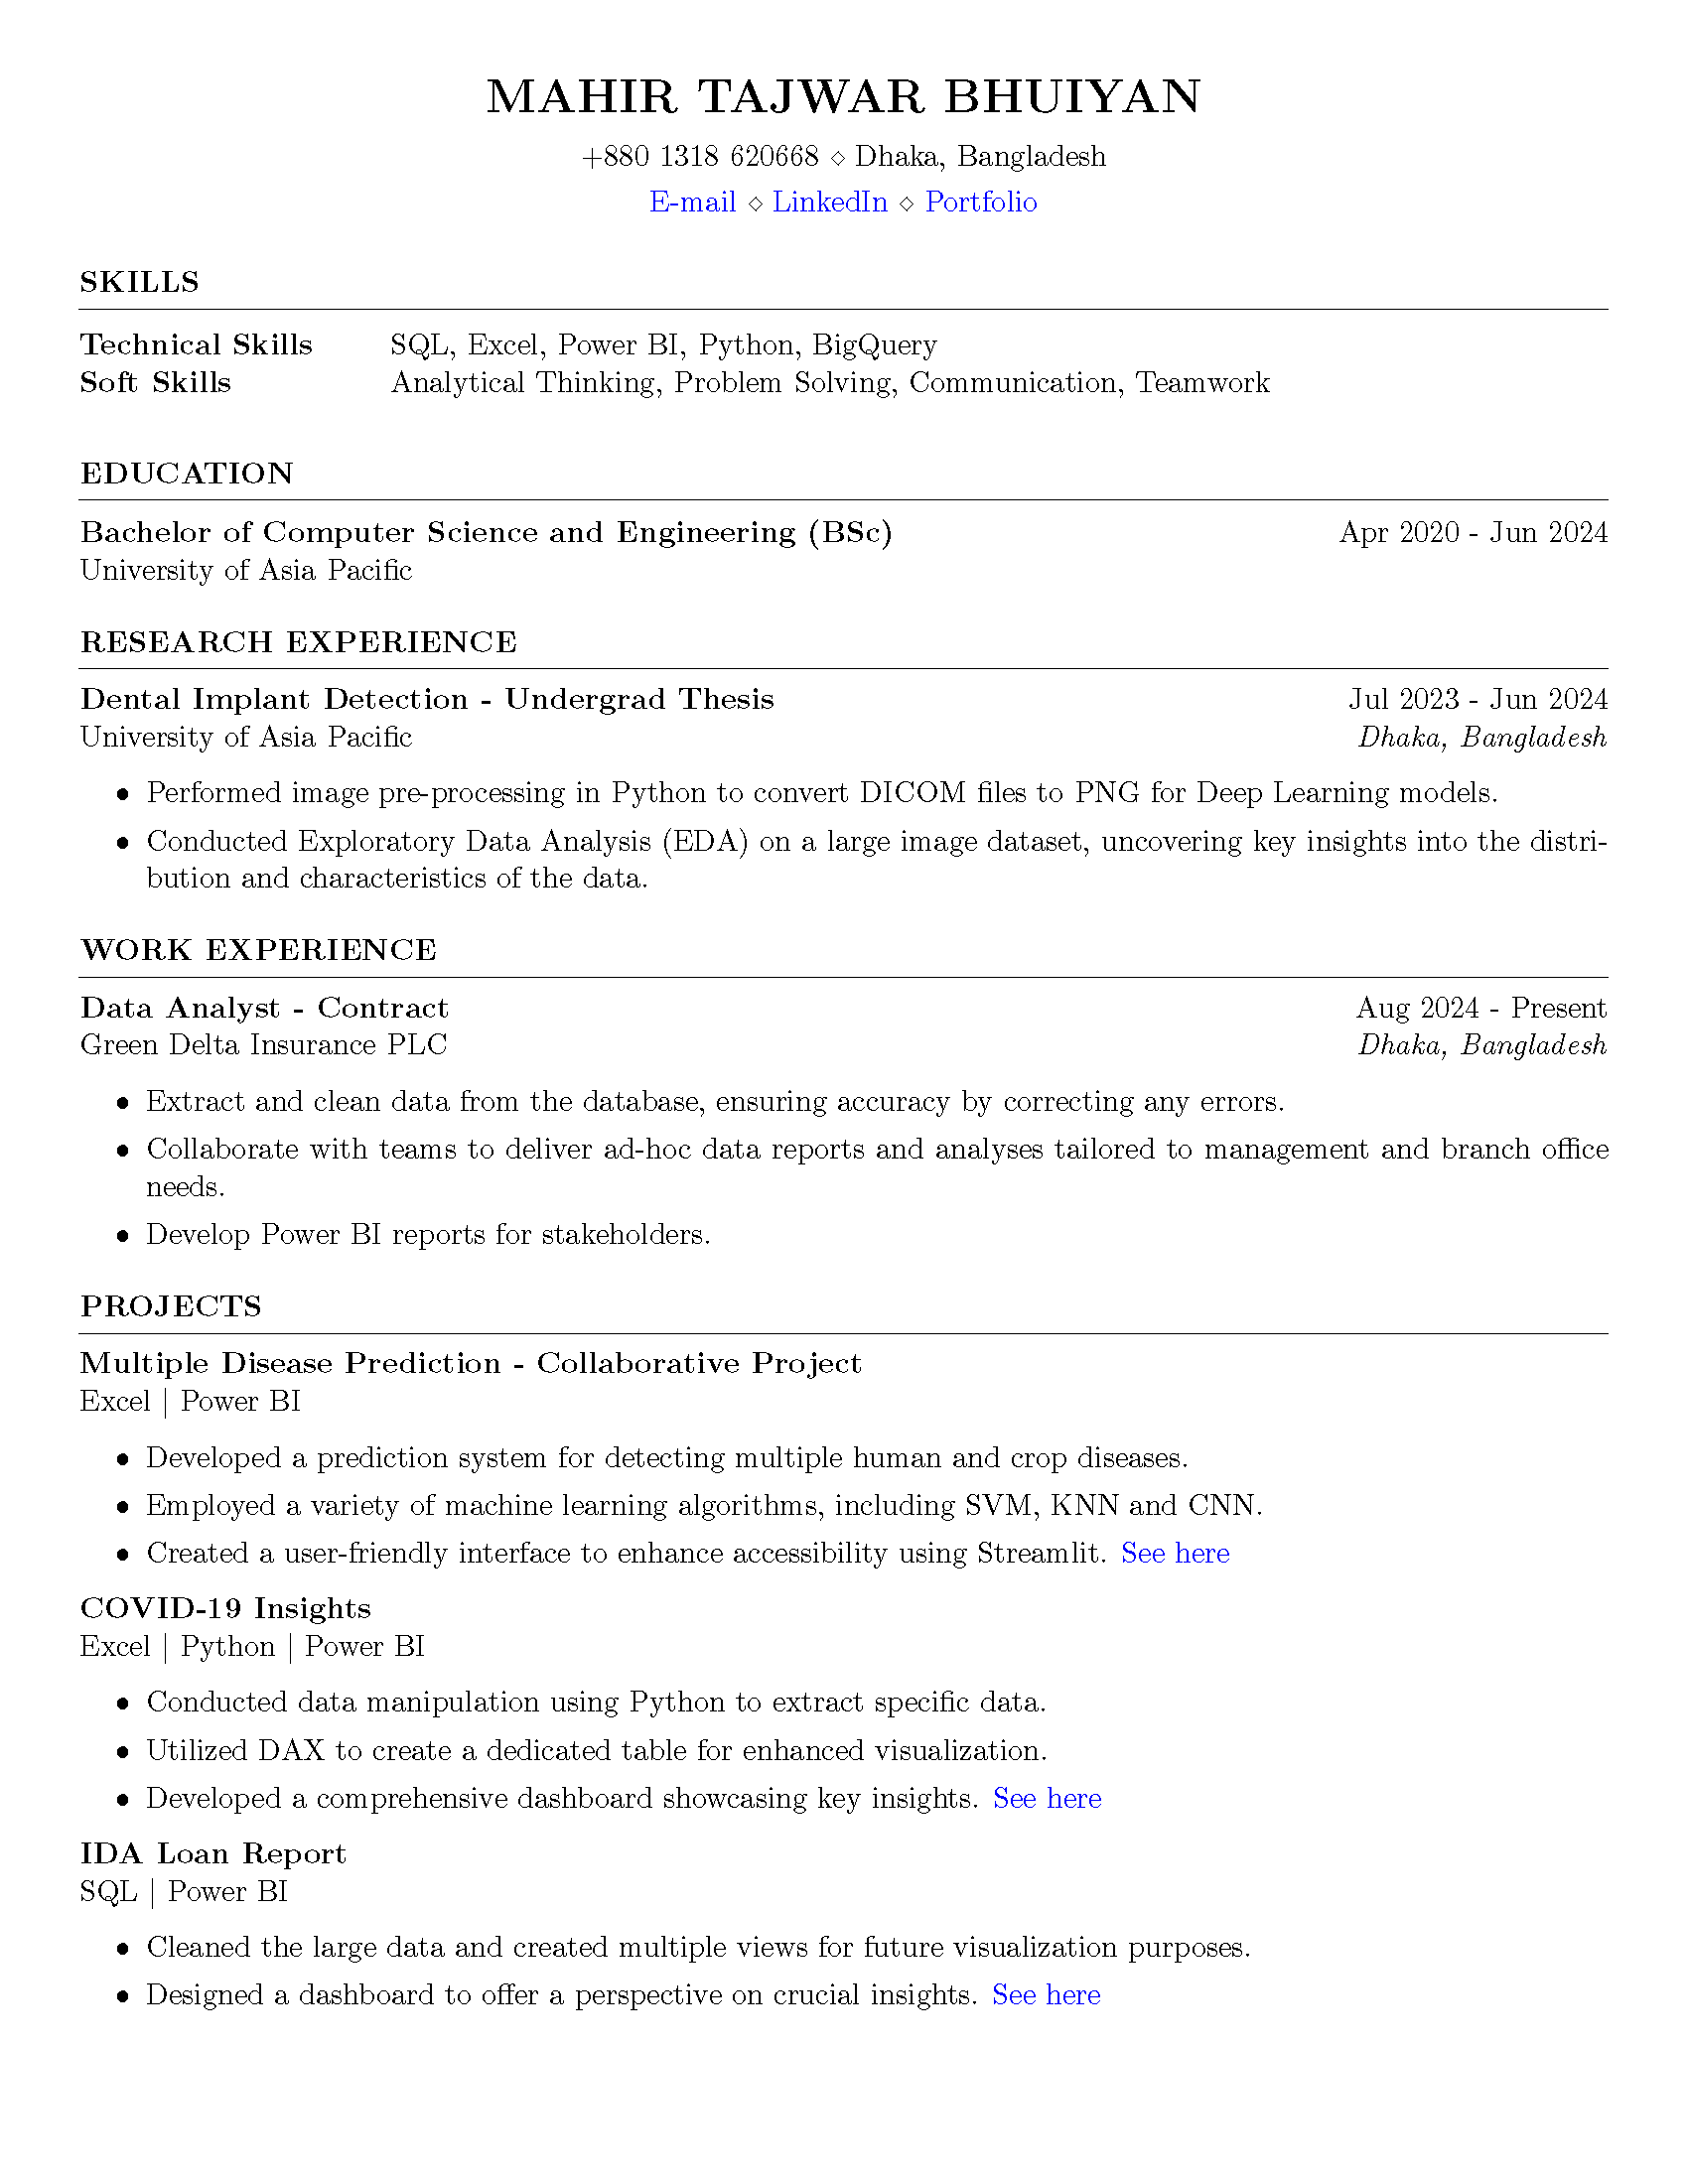 MAHIR TAJWAR BHUIYAN
+880 1318 620668 ⋄ Dhaka, Bangladesh
E-mail ⋄ LinkedIn ⋄ Portfolio
SKILLS
Technical Skills SQL, Excel, Power BI, Python, BigQuery
Soft Skills Analytical Thinking, Problem Solving, Communication, Teamwork
EDUCATION
Bachelor of Computer Science and Engineering (BSc) Apr 2020 - Jun 2024
University of Asia Pacific
RESEARCH EXPERIENCE
Dental Implant Detection - Undergrad Thesis Jul 2023 - Jun 2024
University of Asia Pacific Dhaka, Bangladesh
• Performed image pre-processing in Python to convert DICOM files to PNG for Deep Learning models.
• Conducted Exploratory Data Analysis (EDA) on a large image dataset, uncovering key insights into the distri-
bution and characteristics of the data.
WORK EXPERIENCE
Data Analyst - Contract Aug 2024 - Present
Green Delta Insurance PLC Dhaka, Bangladesh
• Extract and clean data from the database, ensuring accuracy by correcting any errors.
• Collaborate with teams to deliver ad-hoc data reports and analyses tailored to management and branch office
needs.
• Develop Power BI reports for stakeholders.
PROJECTS
Multiple Disease Prediction - Collaborative Project
Excel | Power BI
• Developed a prediction system for detecting multiple human and crop diseases.
• Employed a variety of machine learning algorithms, including SVM, KNN and CNN.
• Created a user-friendly interface to enhance accessibility using Streamlit. See here
COVID-19 Insights
Excel | Python | Power BI
• Conducted data manipulation using Python to extract specific data.
• Utilized DAX to create a dedicated table for enhanced visualization.
• Developed a comprehensive dashboard showcasing key insights. See here
IDA Loan Report
SQL | Power BI
• Cleaned the large data and created multiple views for future visualization purposes.
• Designed a dashboard to offer a perspective on crucial insights. See here